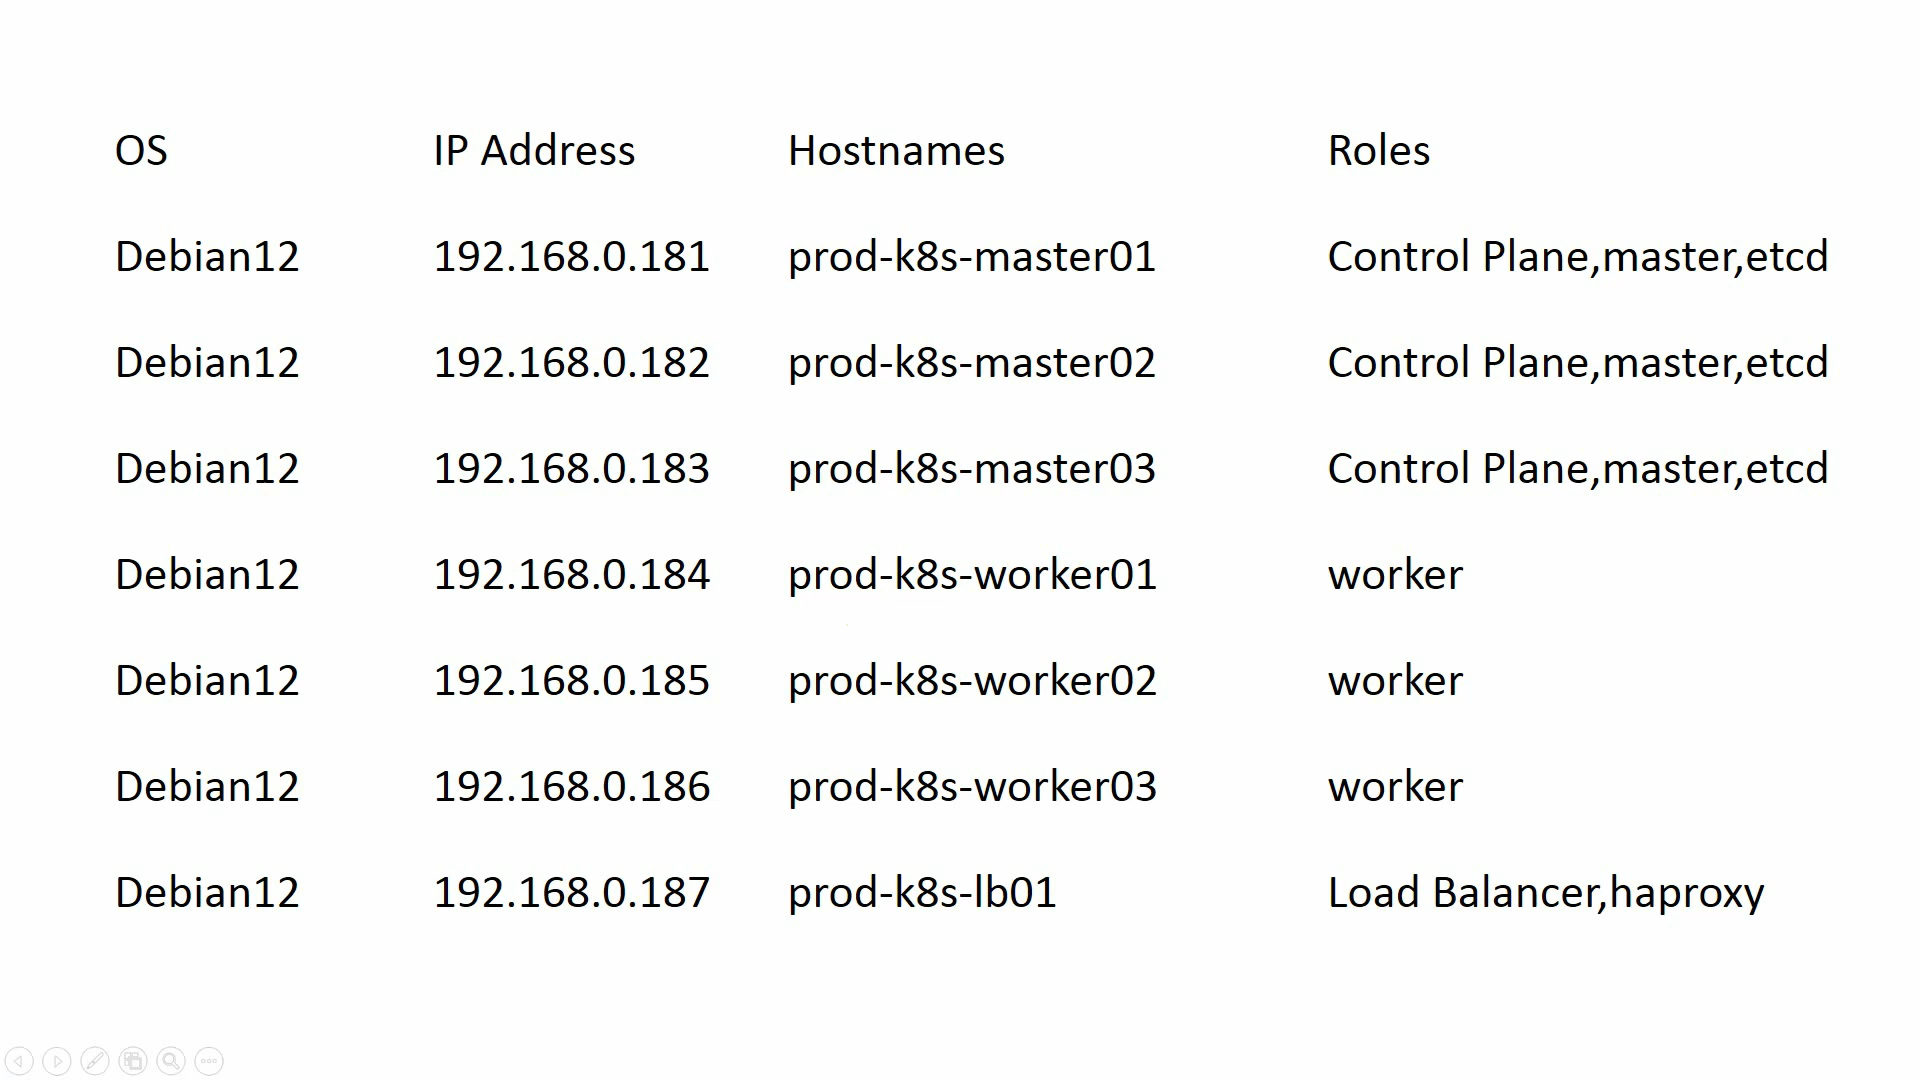 OS IP Address Hostnames Roles
Debian12 192.168.0.181 prod-k8s-master01 Control Plane,master,etcd
Debian12 192.168.0.182 prod-k8s-master02 Control Plane,master,etcd
Debian12 192.168.0.183 prod-k8s-master03 Control Plane,master,etcd
Debian12 192.168.0.184 prod-k8s-worker01 worker
Debian12 192.168.0.185 prod-k8s-worker02 worker
Debian12 192.168.0.186 prod-k8s-worker03 worker
Debian12 192.168.0.187 prod-k8s-lb01 Load Balancer,haproxy